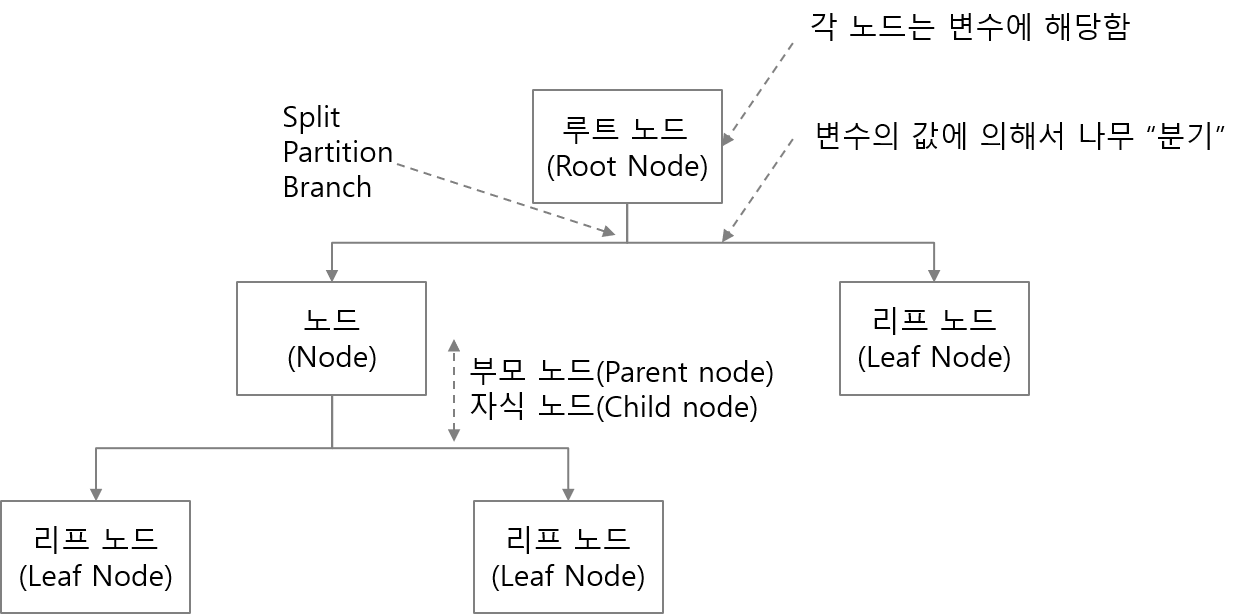 각 노드는 변수에 해당함
Split
Partition
Branch
루트 노드
(Root Node)
변수의 값에 의해서 나무 “분기”
노드
(Node)
리프 노드
(Leaf Node)
부모 노드(Parent node)
자식 노드(Child node)
리프 노드
(Leaf Node)
리프 노드
(Leaf Node)